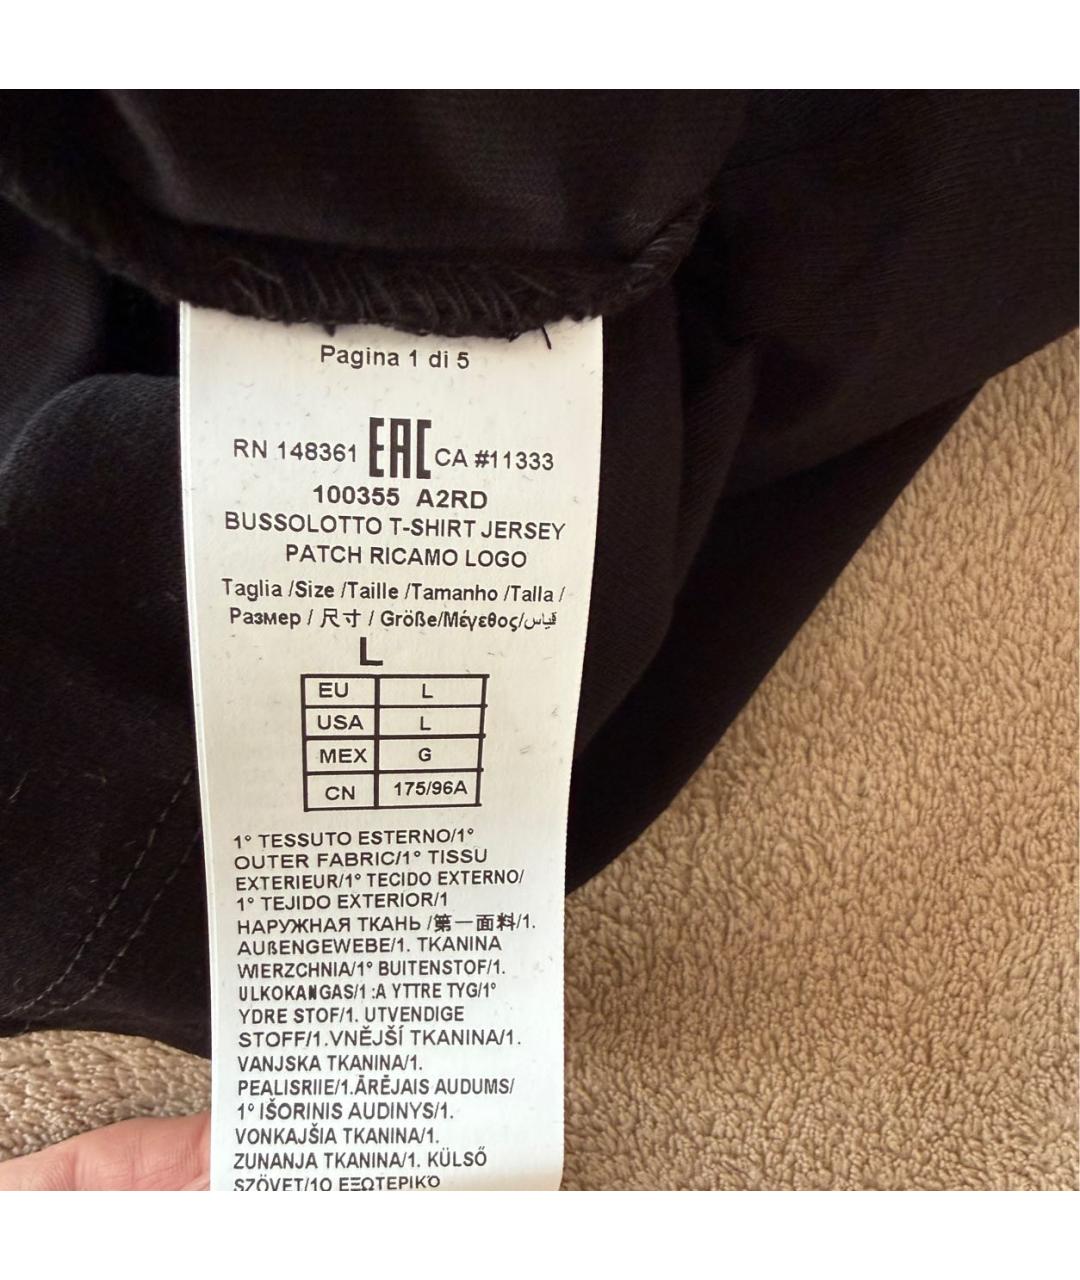 Pagina 1 di 5
RN 148361 EAC CA #11333
100355 A2RD
BUSSOLOTTO T-SHIRT JERSEY
PATCH RICAMO LOGO
Taglia /Size /Taille /Tamanho /Talla /
Размер / 尺寸 / Größe/Μέγεθος/قياس
L
EU L
USA L
MEX G
CN 175/96A
1° TESSUTO ESTERNO/1°
OUTER FABRIC/1° TISSU
EXTERIEUR/1° TECIDO EXTERNO/
1° TEJIDO EXTERIOR/1
НАРУЖНАЯ ТКАНЬ /第一面料/1.
AUßENGEWEBE/1. TKANINA
WIERZCHNIA/1° BUITENSTOF/1.
ULKOKANGAS/1 :A YTTRE TYG/1°
YDRE STOF/1. UTVENDIGE
STOFF/1.VNĚJŠÍ TKANINA/1.
VANJSKA TKANINA/1.
PEALISRIIE/1.ĀRĒJAIS AUDUMS/
1° IŠORINIS AUDINYS/1.
VONKAJŠIA TKANINA/1.
ZUNANJA TKANINA/1. KÜLSŐ
SZÖVET/1Ο ΕΞΩΤΕΡΙΚΌ